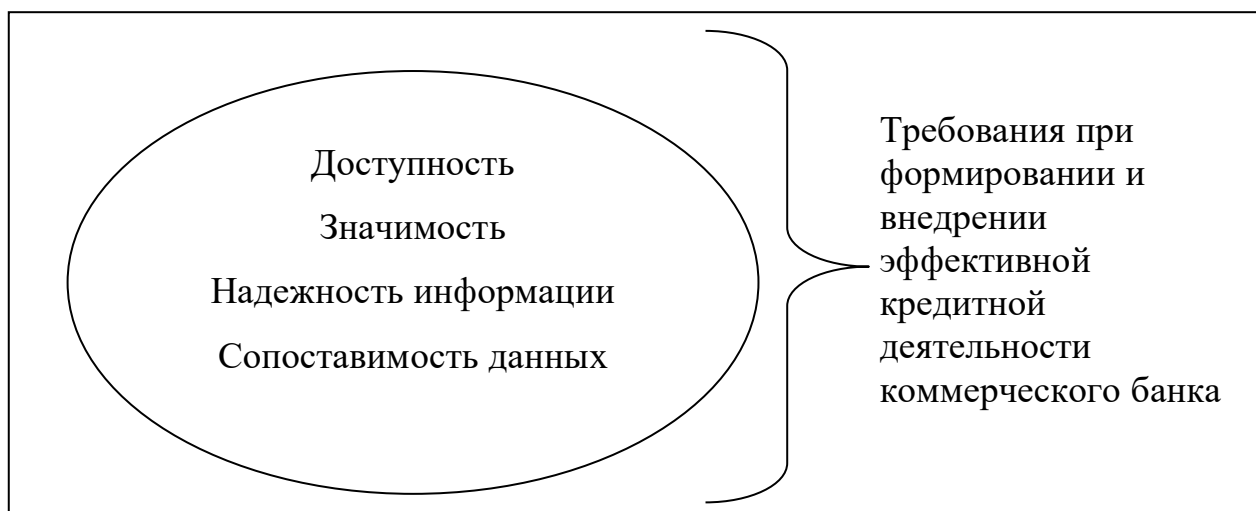 Доступность
Значимость
Надежность информации
Сопоставимость данных
Требования при
формировании и
внедрении
эффективной
кредитной
деятельности
коммерческого банка